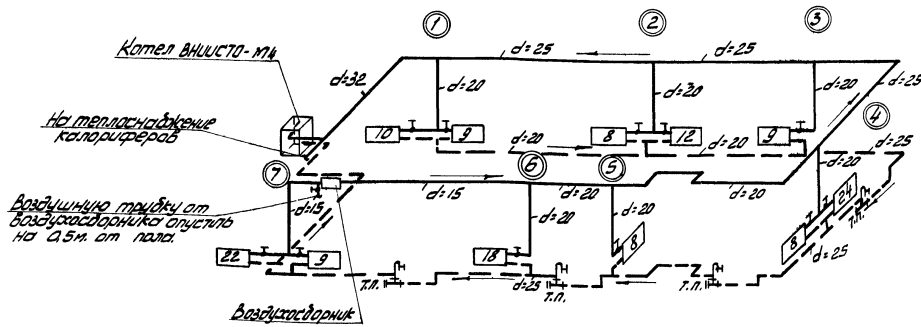 1
2
3
d=25
d=25
Котел ВНИИСТО-М4
d=32
d=20
d=20
d=20
d=25
4
На теплоснабжение
калориферов
10
9
8
12
9
d=20
d=20
d=25
7
6
5
d=20
d=15
d=20
d=20
Воздушную трубку от
воздухосборника опустить
на 0,5м. от пола.
d=15
d=20
d=20
24
8
т.п.
8
22
9
18
d=25
т.п.
d=25
т.п.
т.п.
Воздухосборник